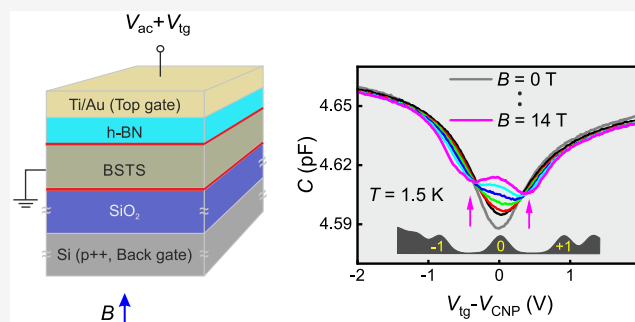 V_ac+V_tg
Ti/Au (Top gate)
h-BN
BSTS
SiO₂
Si (p++, Back gate)
B
C (pF)
4.65
4.62
4.59
B = 0 T
⋮
B = 14 T
T = 1.5 K
-1
0
+1
-2
-1
0
1
V_tg-V_CNP (V)